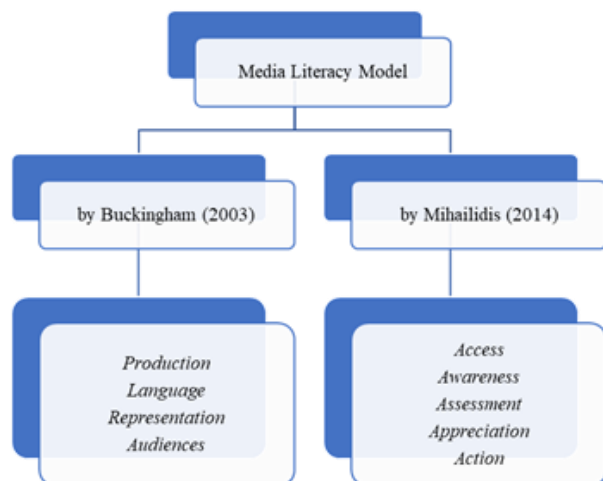 Media Literacy Model
by Buckingham (2003)
by Mihailidis (2014)
Production
Language
Representation
Audiences
Access
Awareness
Assessment
Appreciation
Action